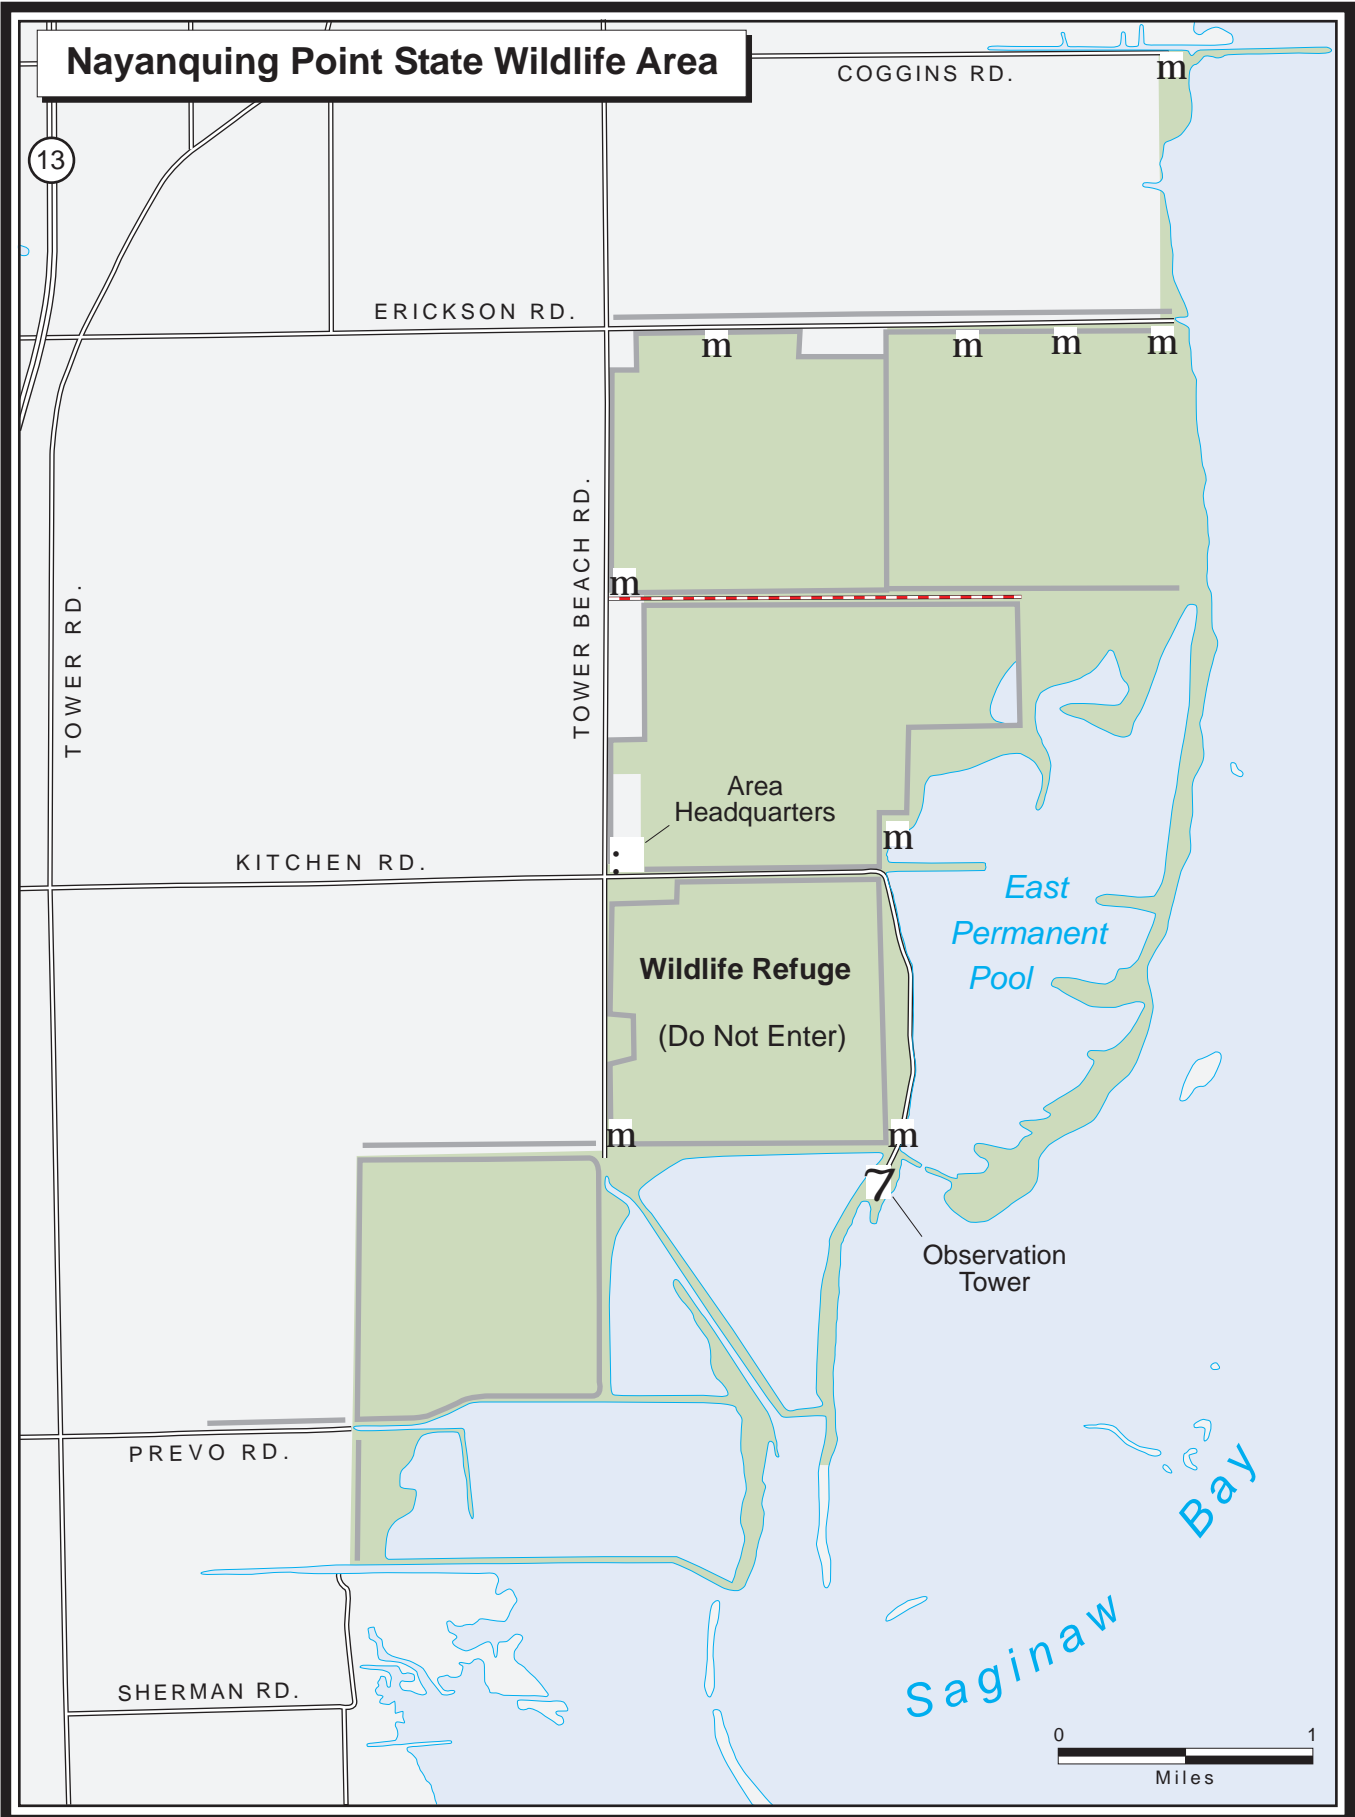 Nayanquing Point State Wildlife Area
COGGINS RD.
m
13
ERICKSON RD.
m
m
m
m
TOWER RD.
TOWER BEACH RD.
m
Area
Headquarters
m
KITCHEN RD.
East
Permanent
Pool
Wildlife Refuge
(Do Not Enter)
m
m
7
Observation
Tower
PREVO RD.
Saginaw Bay
SHERMAN RD.
0 1
Miles